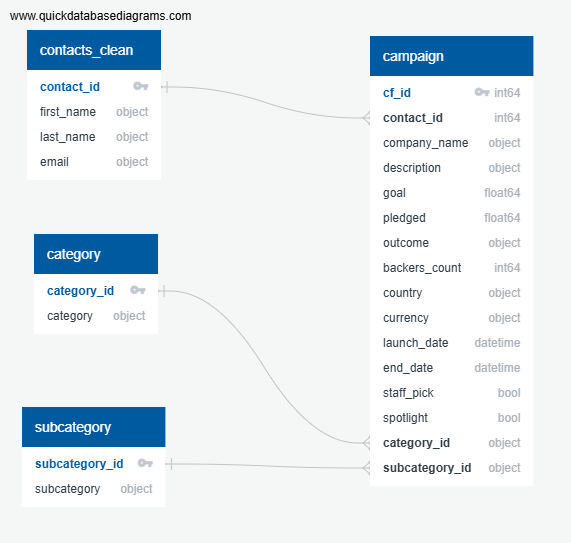 www.quickdatabasediagrams.com
contacts_clean
contact_id
first_name object
last_name object
email object
category
category_id
category object
subcategory
subcategory_id
subcategory object
campaign
cf_id int64
contact_id int64
company_name object
description object
goal float64
pledged float64
outcome object
backers_count int64
country object
currency object
launch_date datetime
end_date datetime
staff_pick bool
spotlight bool
category_id object
subcategory_id object